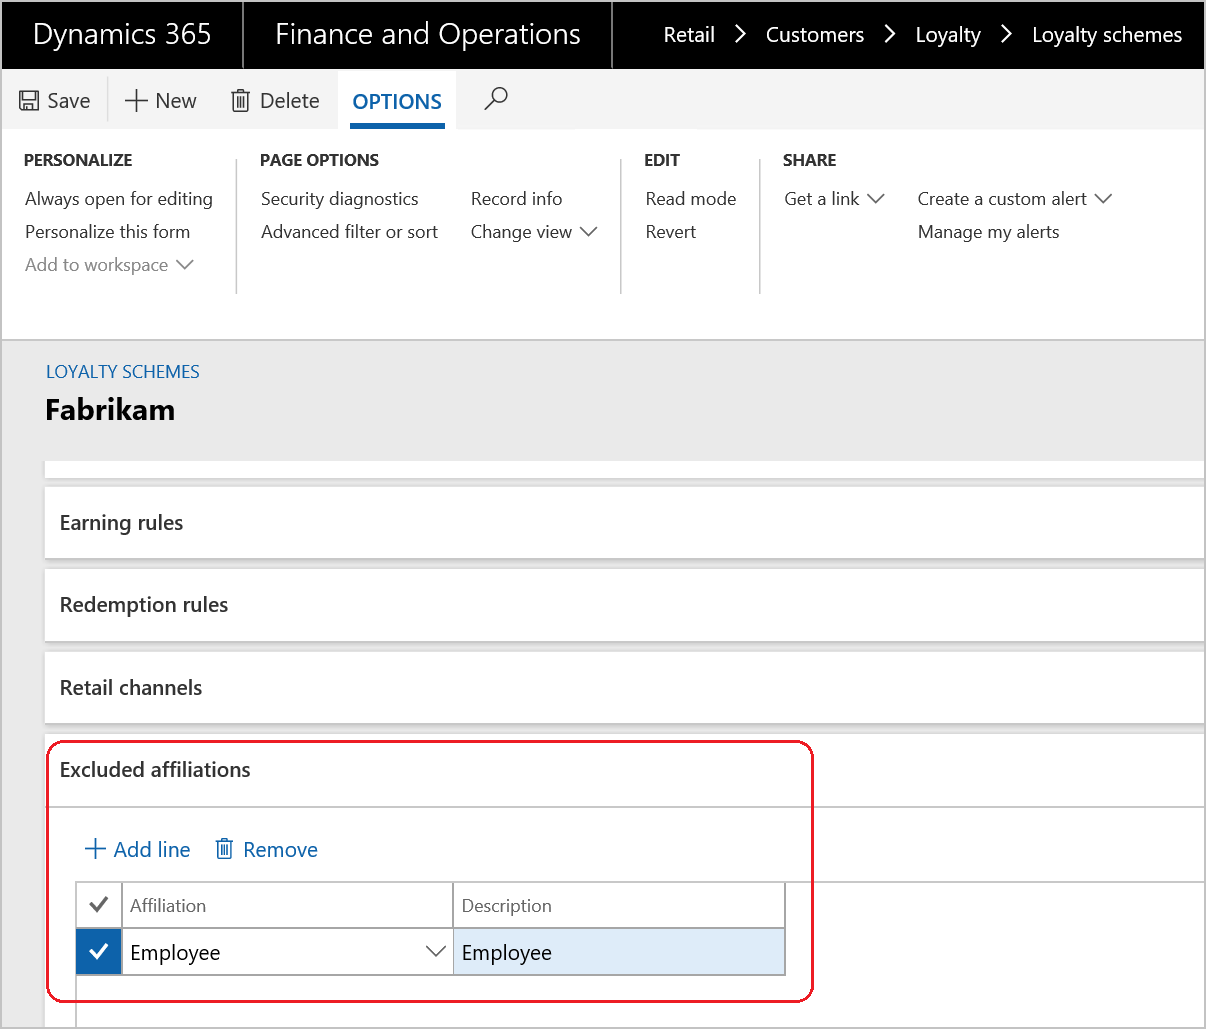 Dynamics 365 Finance and Operations Retail Customers Loyalty Loyalty schemes
Save New Delete OPTIONS
PERSONALIZE
Always open for editing
Personalize this form
Add to workspace
PAGE OPTIONS
Security diagnostics Record info
Advanced filter or sort Change view
EDIT
Read mode
Revert
SHARE
Get a link Create a custom alert
Manage my alerts
LOYALTY SCHEMES
Fabrikam
Earning rules
Redemption rules
Retail channels
Excluded affiliations
Add line Remove
Affiliation Description
Employee Employee